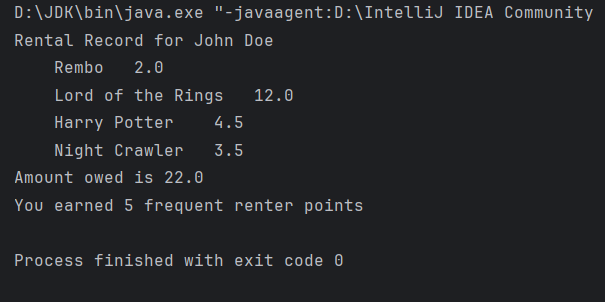 D:\JDK\bin\java.exe "-javaagent:D:\IntelliJ IDEA Community
Rental Record for John Doe
    Rembo   2.0
    Lord of the Rings   12.0
    Harry Potter    4.5
    Night Crawler   3.5
Amount owed is 22.0
You earned 5 frequent renter points

Process finished with exit code 0